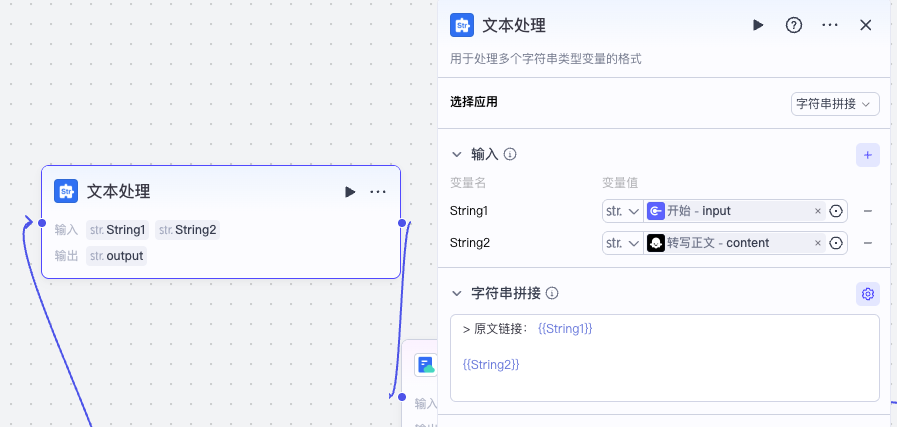 Str. 文本处理
用于处理多个字符串类型变量的格式
选择应用
字符串拼接
输入
变量名 变量值
String1 str. 开始 - input
String2 str. 转写正文 - content
字符串拼接
> 原文链接： {{String1}}
{{String2}}
Str. 文本处理
输入 str. String1 str. String2
输出 str. output
输入